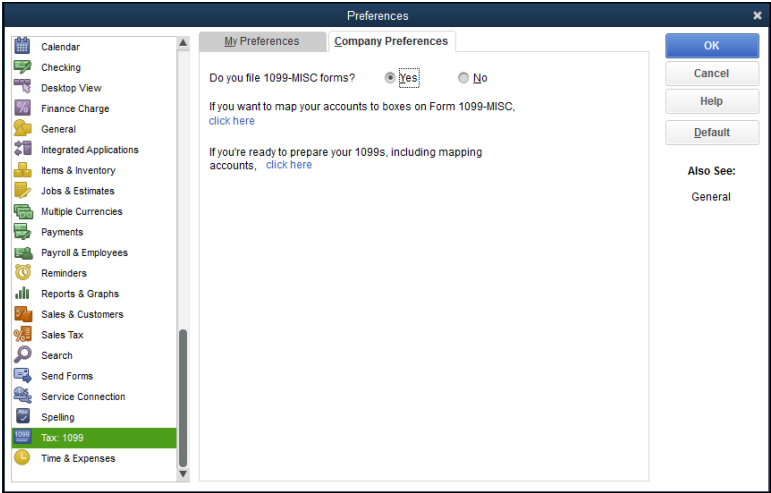 Preferences
Calendar
Checking
Desktop View
Finance Charge
General
Integrated Applications
Items & Inventory
Jobs & Estimates
Multiple Currencies
Payments
Payroll & Employees
Reminders
Reports & Graphs
Sales & Customers
Sales Tax
Search
Send Forms
Service Connection
Abc
Spelling
1099
Tax: 1099
Time & Expenses
My Preferences
Company Preferences
Do you file 1099-MISC forms? Yes No
If you want to map your accounts to boxes on Form 1099-MISC,
click here
If you're ready to prepare your 1099s, including mapping
accounts, click here
OK
Cancel
Help
Default
Also See:
General